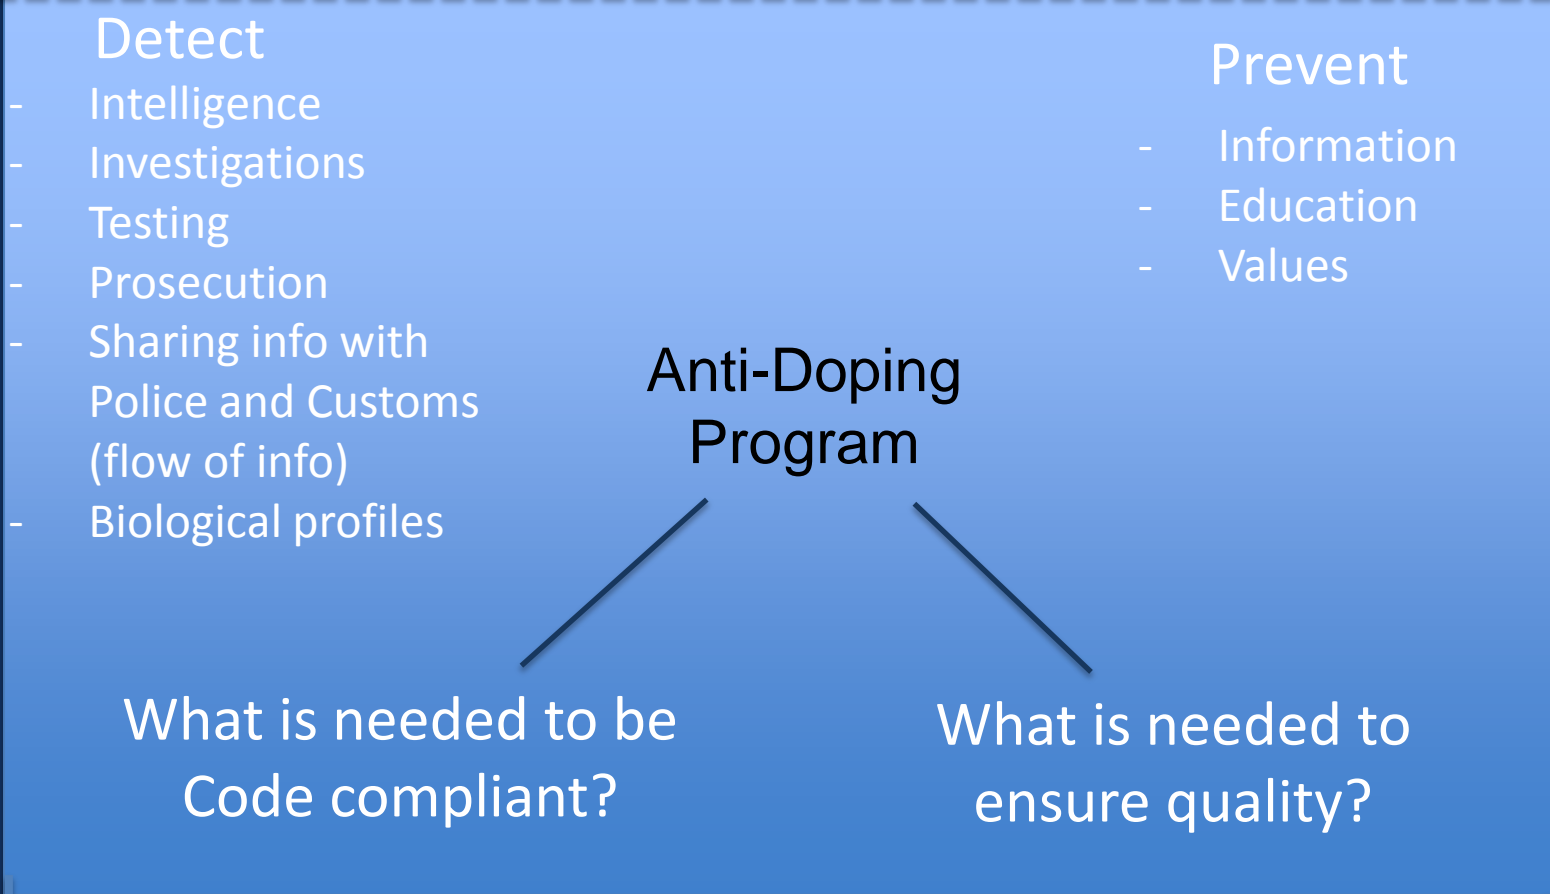 Detect
- Intelligence
- Investigations
- Testing
- Prosecution
- Sharing info with
Police and Customs
(flow of info)
- Biological profiles
Prevent
- Information
- Education
- Values
Anti-Doping
Program
What is needed to be
Code compliant?
What is needed to
ensure quality?